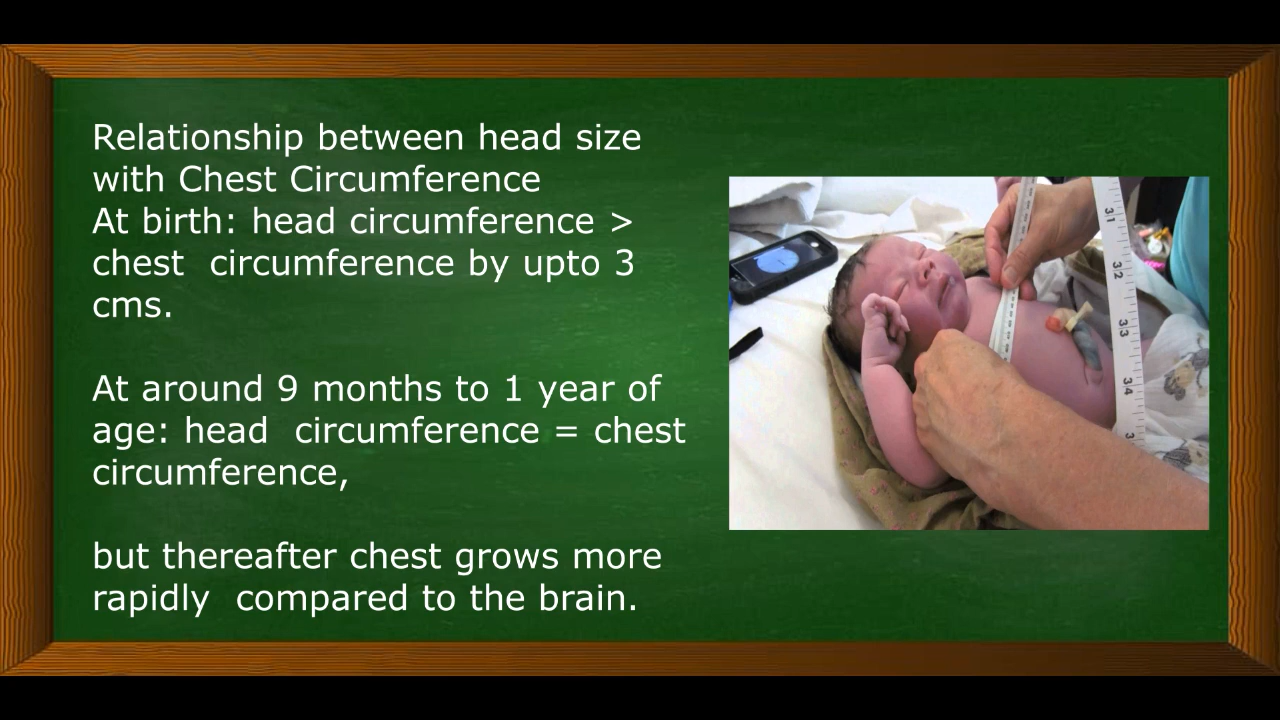 Relationship between head size
with Chest Circumference
At birth: head circumference >
chest  circumference by upto 3
cms.
At around 9 months to 1 year of
age: head  circumference = chest
circumference,
but thereafter chest grows more
rapidly  compared to the brain.
31
32
33
34